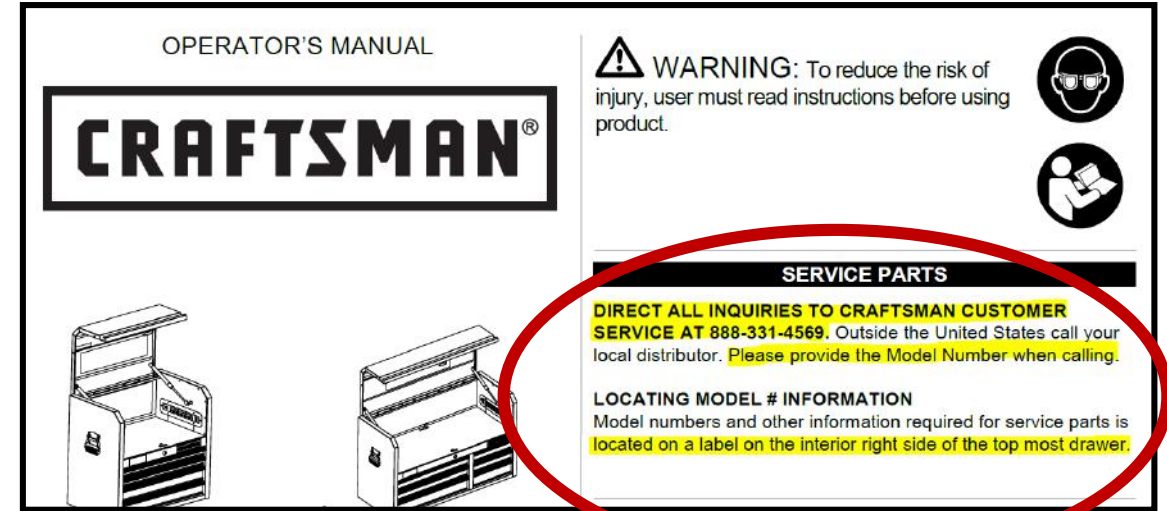 OPERATOR'S MANUAL
CRAFTSMAN®
WARNING: To reduce the risk of
injury, user must read instructions before using
product.
SERVICE PARTS
DIRECT ALL INQUIRIES TO CRAFTSMAN CUSTOMER
SERVICE AT 888-331-4569. Outside the United States call your
local distributor. Please provide the Model Number when calling.
LOCATING MODEL # INFORMATION
Model numbers and other information required for service parts is
located on a label on the interior right side of the top most drawer.